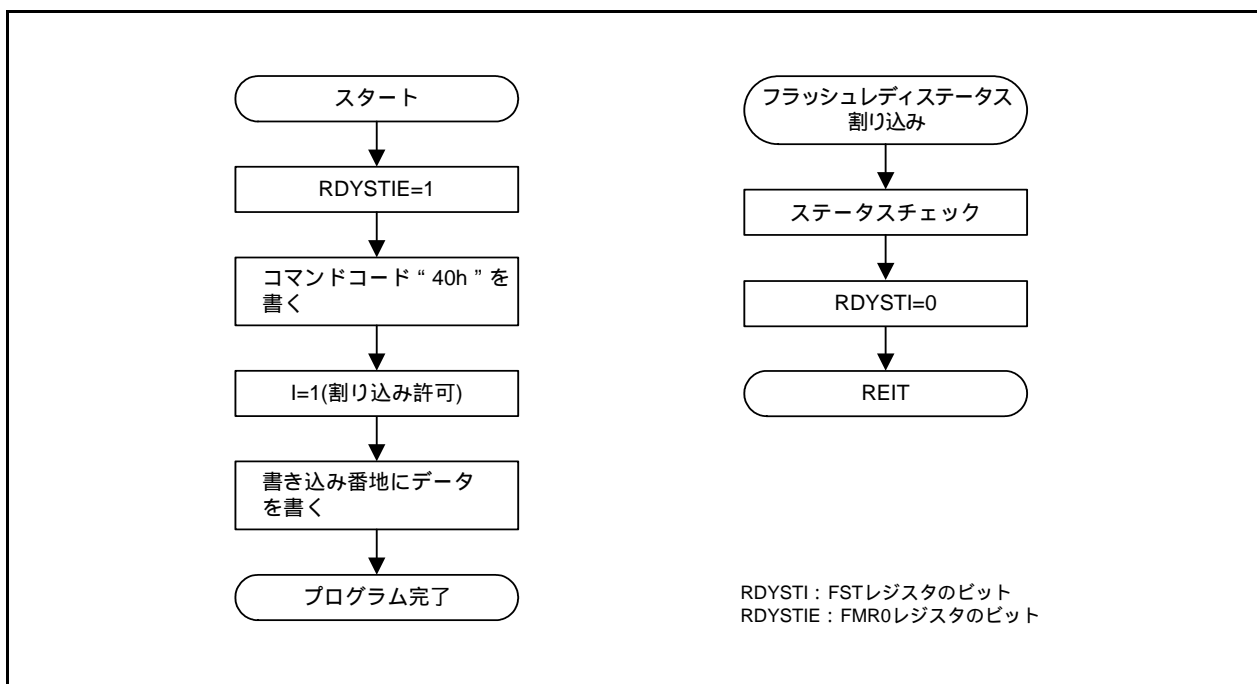 スタート
RDYSTIE=1
コマンドコード“ 40h ”を
書く
I=1(割り込み許可)
書き込み番地にデータ
を書く
プログラム完了
フラッシュレディステータス
割り込み
ステータスチェック
RDYSTI=0
REIT
RDYSTI : FSTレジスタのビット
RDYSTIE : FMR0レジスタのビット